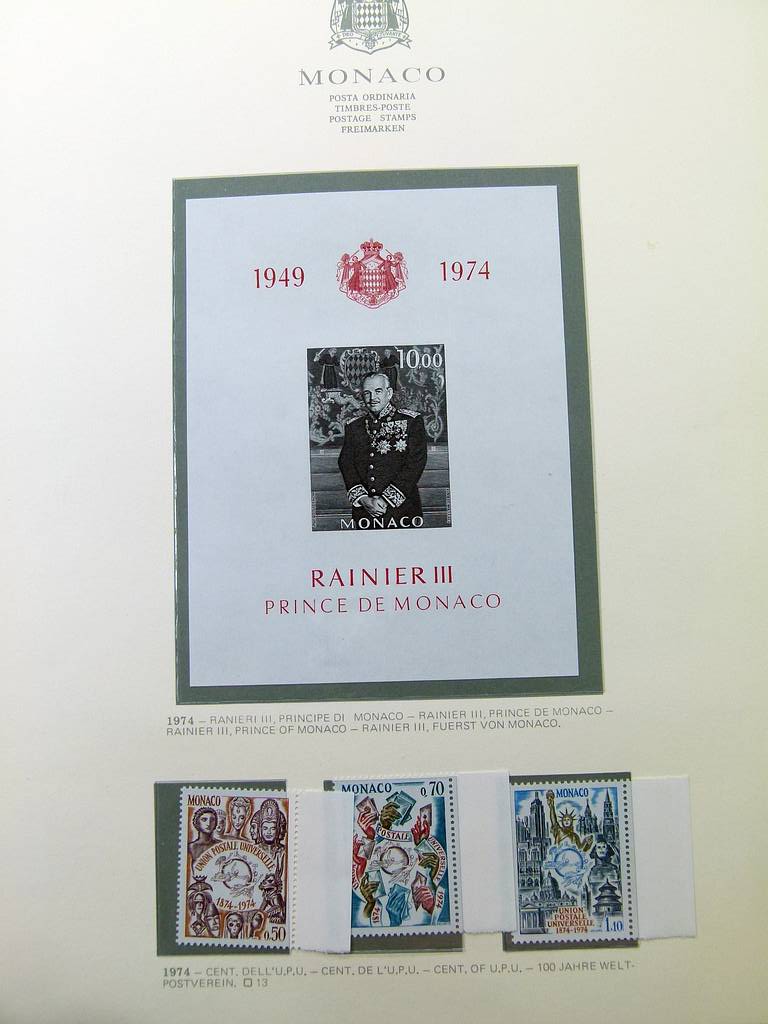 MONACO
POSTA ORDINARIA
TIMBRES-POSTE
POSTAGE STAMPS
FREIMARKEN
1949 1974
10,00
MONACO
RAINIER III
PRINCE DE MONACO
1974 – RANIERI III, PRINCIPE DI MONACO – RAINIER III, PRINCE DE MONACO –
RAINIER III, PRINCE OF MONACO – RAINIER III, FUERST VON MONACO.
MONACO
UNION POSTALE UNIVERSELLE
1874-1974
0,50
MONACO 0,70
POSTALE
UNIVERSELLE
1874 1974
MONACO
UNION
POSTALE
UNIVERSELLE
1874-1974 1,10
1974 – CENT. DELL'U.P.U. – CENT. DE L'U.P.U. – CENT. OF U.P.U. – 100 JAHRE WELT-
POSTVEREIN. □ 13